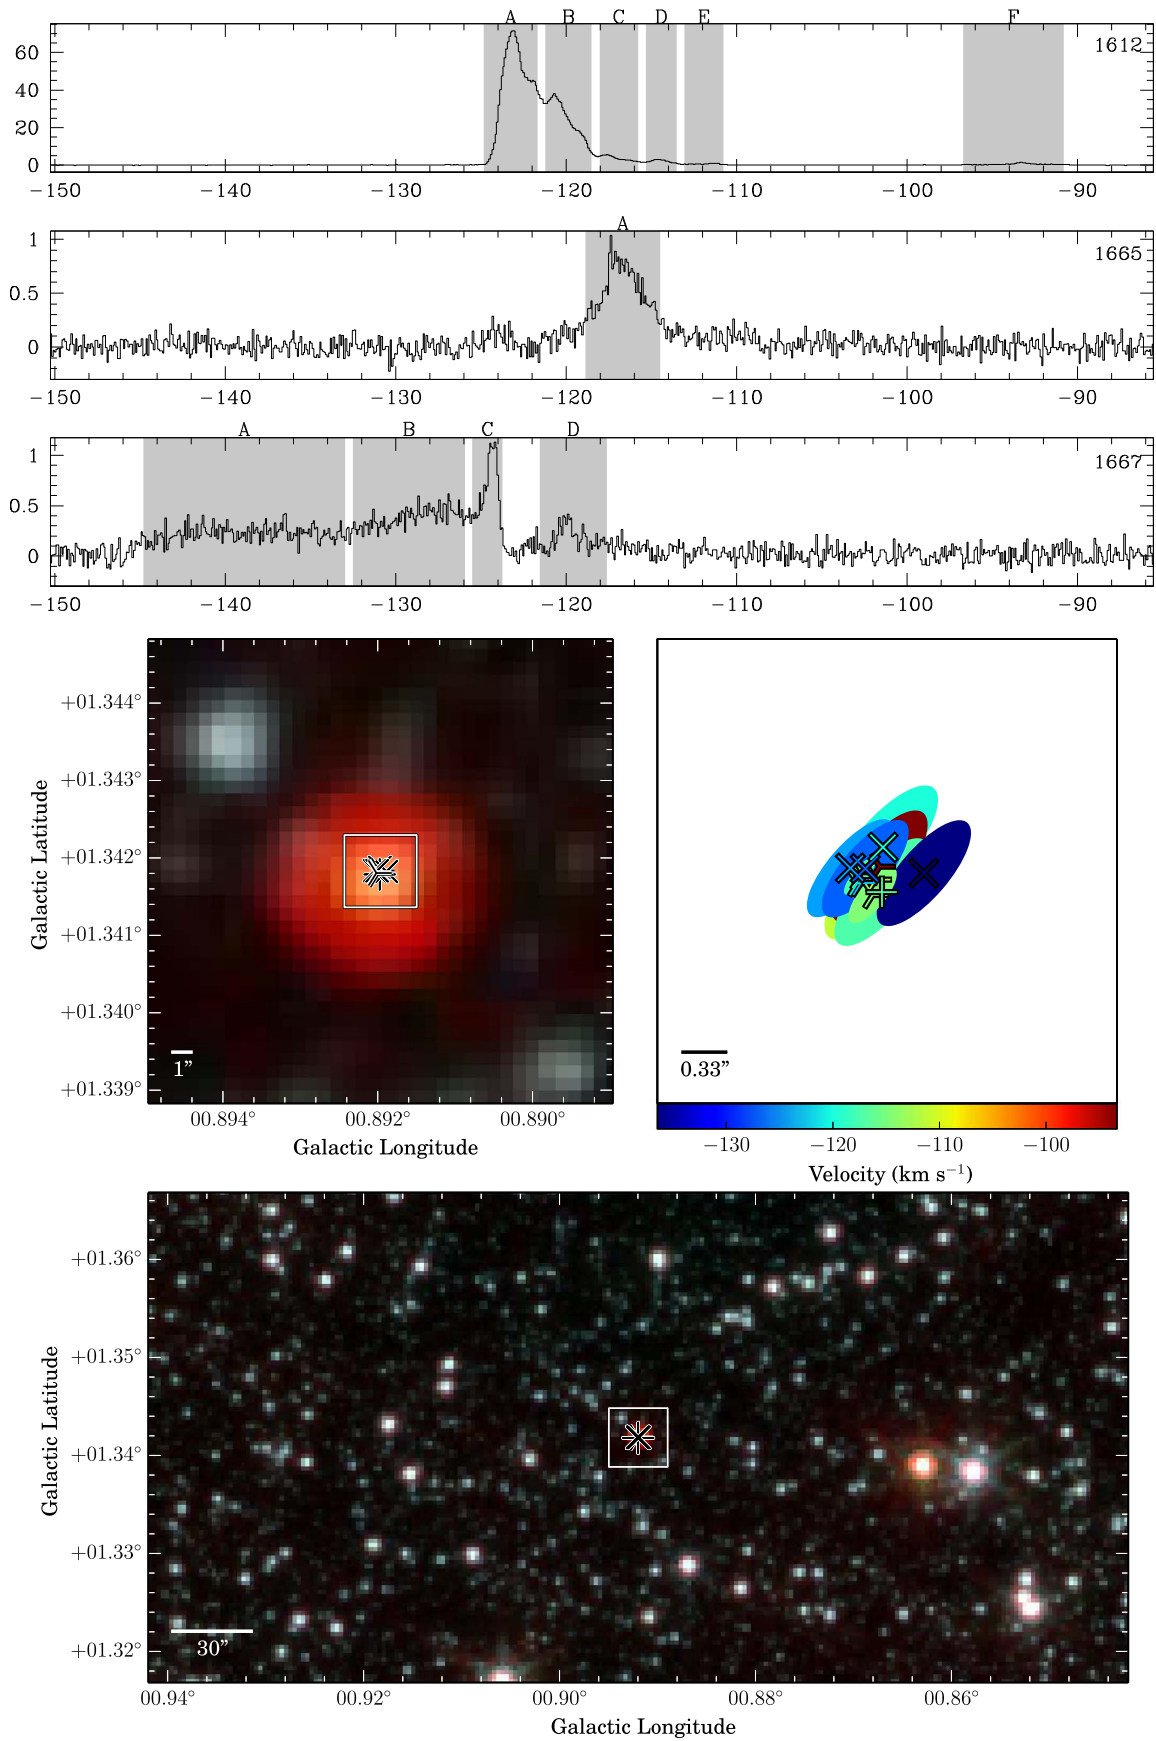 A B C D E F
60
40
20
0
1612
−150 −140 −130 −120 −110 −100 −90
A
1
0.5
0
1665
−150 −140 −130 −120 −110 −100 −90
A B C D
1
0.5
0
1667
−150 −140 −130 −120 −110 −100 −90
+01.344°
+01.343°
+01.342°
+01.341°
+01.340°
+01.339°
Galactic Latitude
1”
00.894° 00.892° 00.890°
Galactic Longitude
0.33”
−130 −120 −110 −100
Velocity (km s⁻¹)
+01.36°
+01.35°
+01.34°
+01.33°
+01.32°
Galactic Latitude
30”
00.94° 00.92° 00.90° 00.88° 00.86°
Galactic Longitude